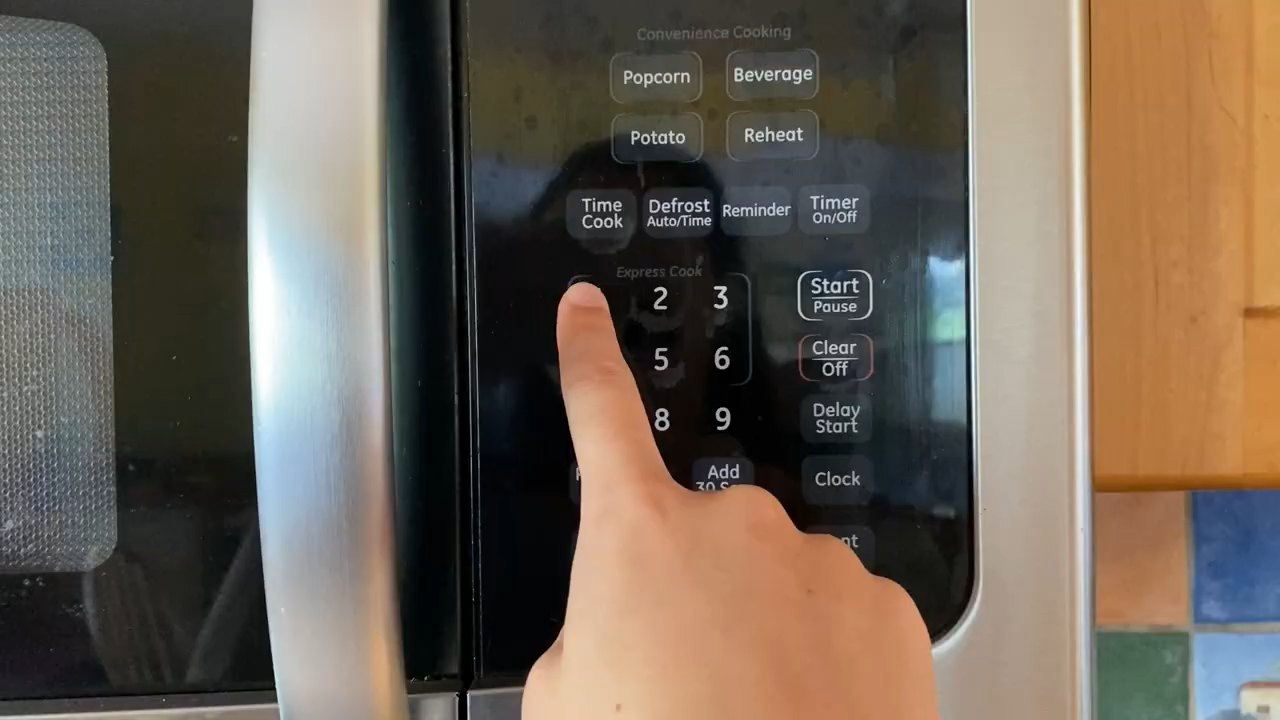 Convenience Cooking
Popcorn Beverage
Potato Reheat
Time Cook
Defrost Auto/Time
Reminder
Timer On/Off
Express Cook
2 3
Start Pause
5 6
Clear Off
8 9
Delay Start
Add
30
Clock